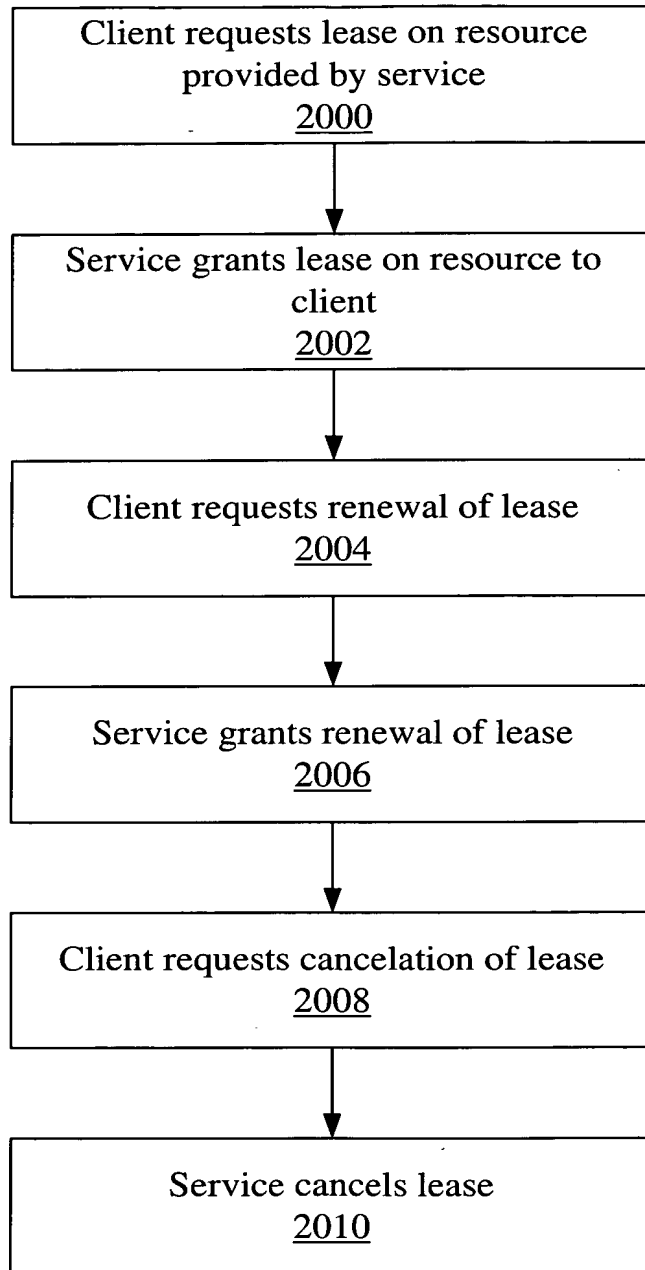 Client requests lease on resource
provided by service
2000
Service grants lease on resource to
client
2002
Client requests renewal of lease
2004
Service grants renewal of lease
2006
Client requests cancelation of lease
2008
Service cancels lease
2010